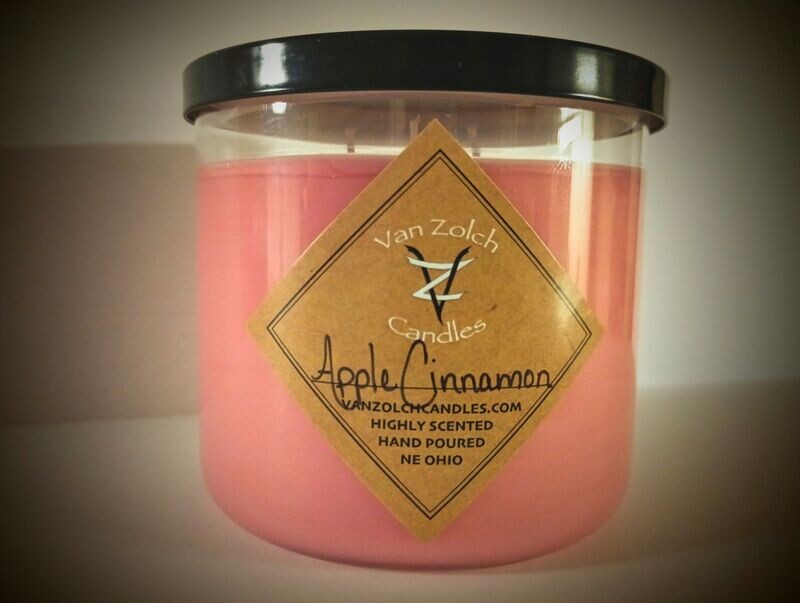 Van Zolch
VZ
Candles
Apple Cinnamon
VANZOLCHCANDLES.COM
HIGHLY SCENTED
HAND POURED
NE OHIO